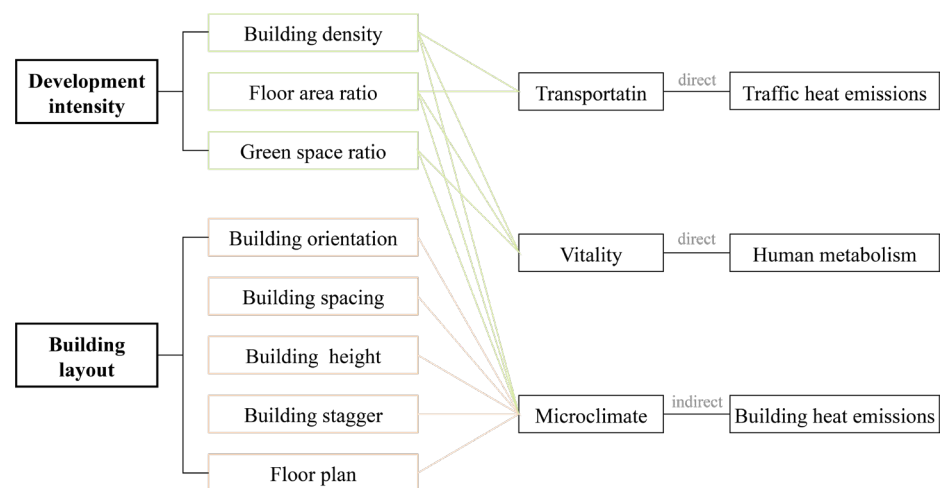 Development
intensity
Building density
Floor area ratio
Green space ratio
Building layout
Building orientation
Building spacing
Building height
Building stagger
Floor plan
Transportatin
direct
Traffic heat emissions
Vitality
direct
Human metabolism
Microclimate
indirect
Building heat emissions